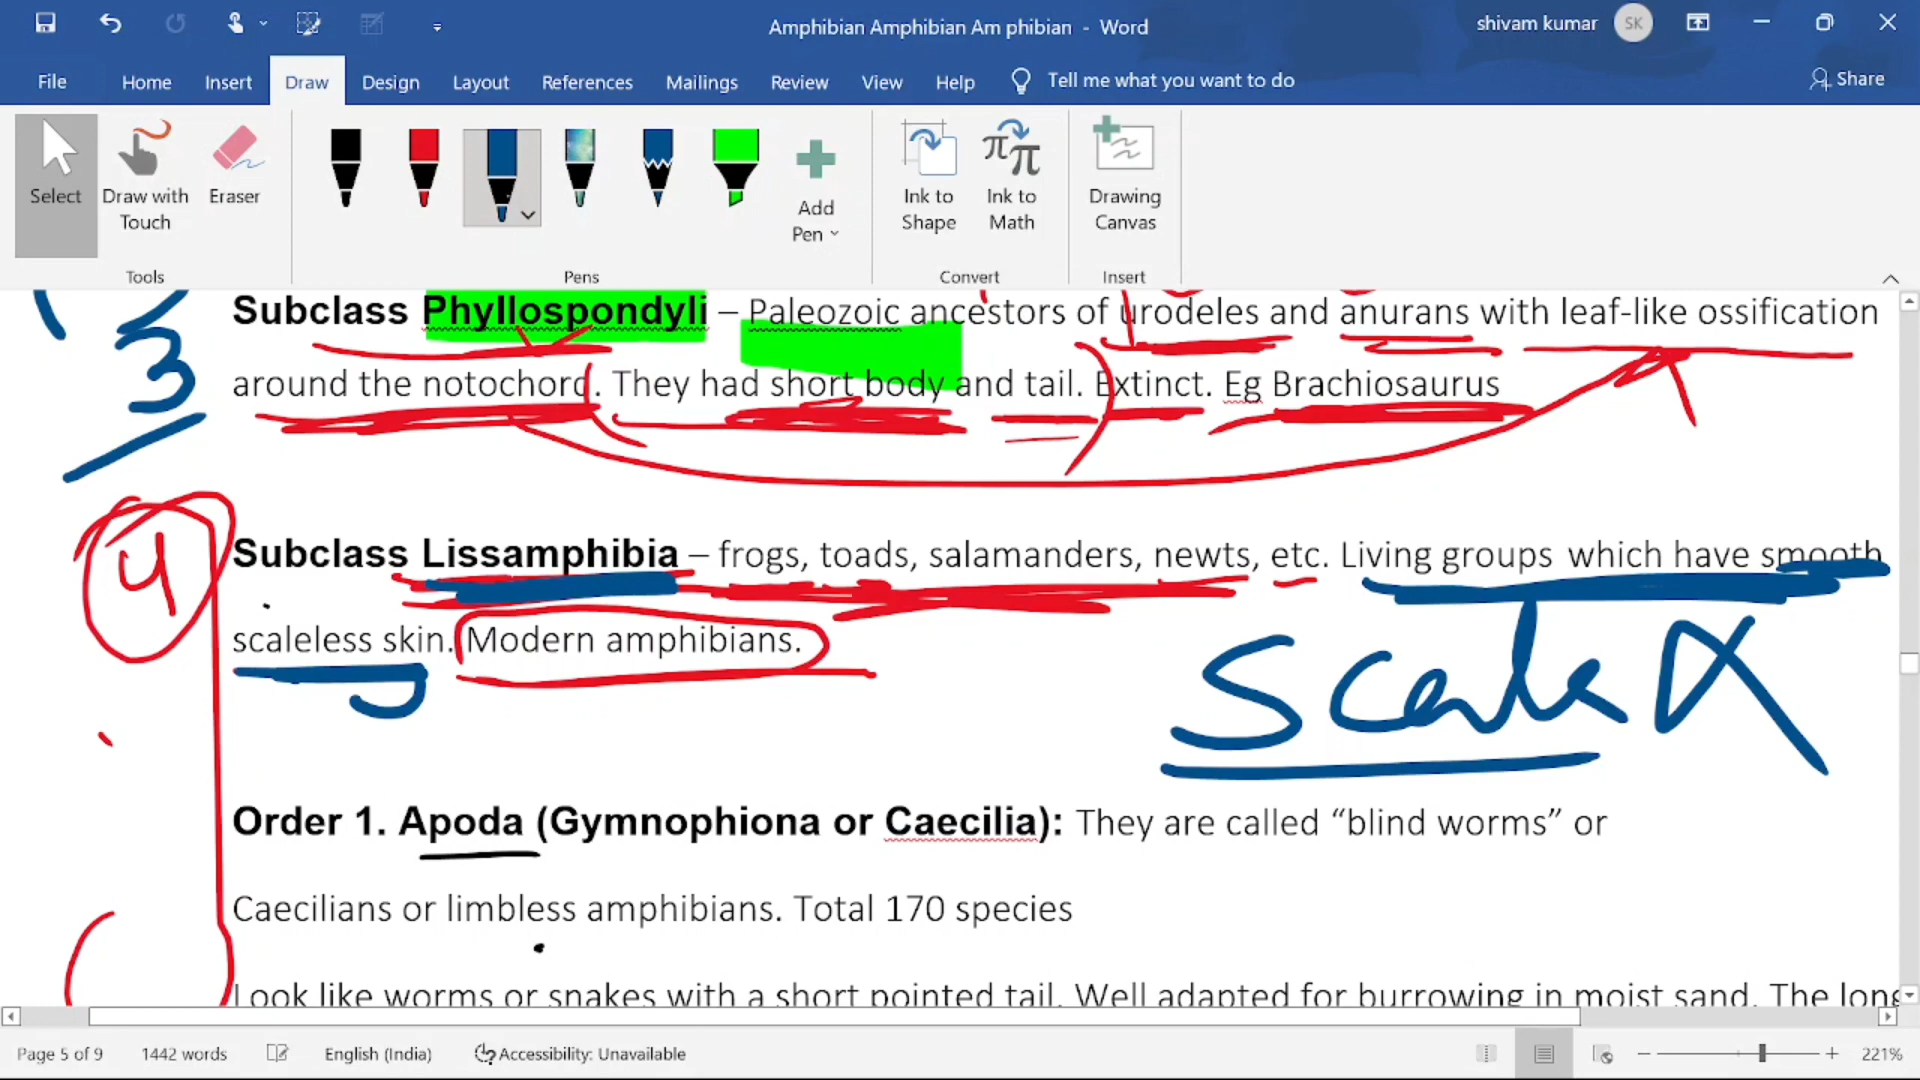 Amphibian Amphibian Am phibian - Word
shivam kumar
SK
File Home Insert Draw Design Layout References Mailings Review View Help Tell me what you want to do Share
Select
Draw with Touch
Eraser
Add Pen
Ink to Shape
Ink to Math
Drawing Canvas
Tools
Pens
Convert
Insert
Subclass Phyllospondyli – Paleozoic ancestors of urodeles and anurans with leaf-like ossification
3
around the notochord. They had short body and tail. Extinct. Eg Brachiosaurus
4
Subclass Lissamphibia – frogs, toads, salamanders, newts, etc. Living groups which have smooth
scaleless skin. Modern amphibians.
Scales
Order 1. Apoda (Gymnophiona or Caecilia): They are called “blind worms” or
Caecilians or limbless amphibians. Total 170 species
Look like worms or snakes with a short pointed tail. Well adapted for burrowing in moist sand. The long
Page 5 of 9 1442 words English (India) Accessibility: Unavailable 221%